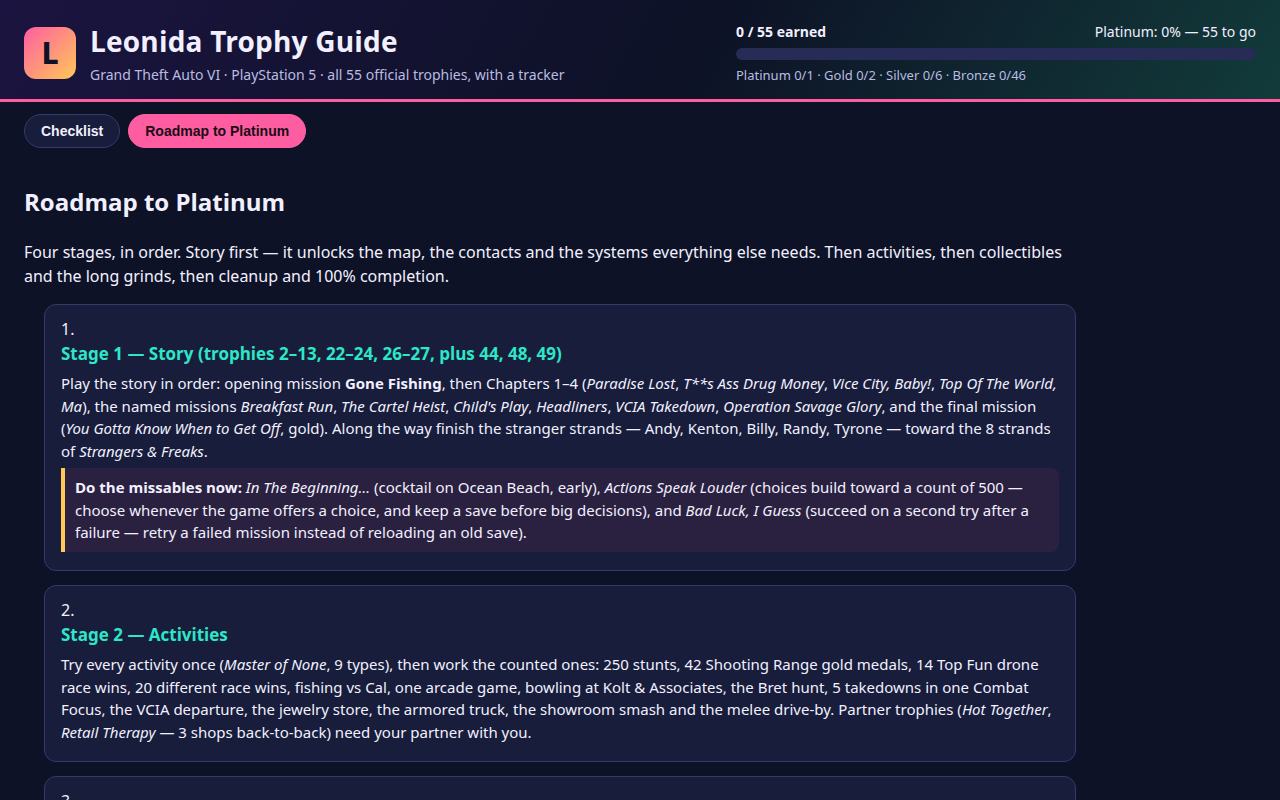 L
Leonida Trophy Guide
Grand Theft Auto VI · PlayStation 5 · all 55 official trophies, with a tracker
0 / 55 earned
Platinum: 0% — 55 to go
Platinum 0/1 · Gold 0/2 · Silver 0/6 · Bronze 0/46
Checklist
Roadmap to Platinum
Roadmap to Platinum
Four stages, in order. Story first — it unlocks the map, the contacts and the systems everything else needs. Then activities, then collectibles
and the long grinds, then cleanup and 100% completion.
1.
Stage 1 — Story (trophies 2–13, 22–24, 26–27, plus 44, 48, 49)
Play the story in order: opening mission Gone Fishing, then Chapters 1–4 (Paradise Lost, T**s Ass Drug Money, Vice City, Baby!, Top Of The World,
Ma), the named missions Breakfast Run, The Cartel Heist, Child's Play, Headliners, VCIA Takedown, Operation Savage Glory, and the final mission
(You Gotta Know When to Get Off, gold). Along the way finish the stranger strands — Andy, Kenton, Billy, Randy, Tyrone — toward the 8 strands
of Strangers & Freaks.
Do the missables now: In The Beginning... (cocktail on Ocean Beach, early), Actions Speak Louder (choices build toward a count of 500 —
choose whenever the game offers a choice, and keep a save before big decisions), and Bad Luck, I Guess (succeed on a second try after a
failure — retry a failed mission instead of reloading an old save).
2.
Stage 2 — Activities
Try every activity once (Master of None, 9 types), then work the counted ones: 250 stunts, 42 Shooting Range gold medals, 14 Top Fun drone
race wins, 20 different race wins, fishing vs Cal, one arcade game, bowling at Kolt & Associates, the Bret hunt, 5 takedowns in one Combat
Focus, the VCIA departure, the jewelry store, the armored truck, the showroom smash and the melee drive-by. Partner trophies (Hot Together,
Retail Therapy — 3 shops back-to-back) need your partner with you.